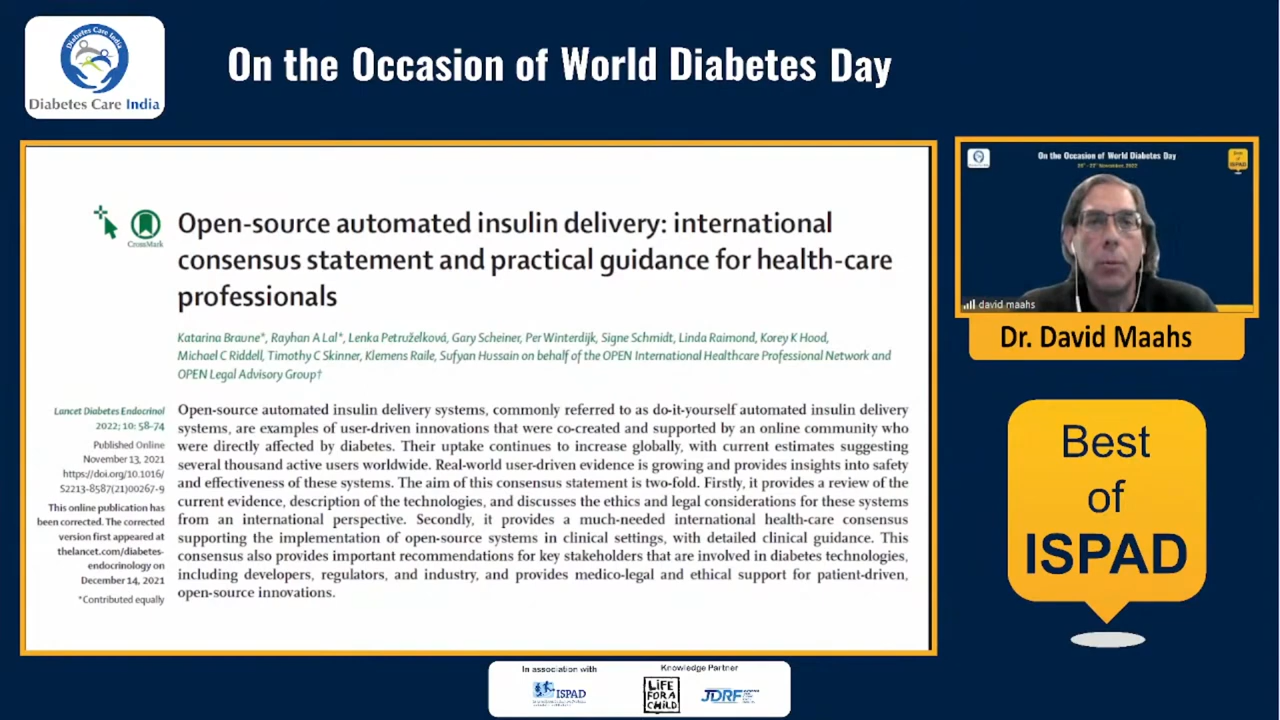 Diabetes Care India
Diabetes Care India
On the Occasion of World Diabetes Day
CrossMark
Open-source automated insulin delivery: international
consensus statement and practical guidance for health-care
professionals
Katarina Braune*, Rayhan A Lal*, Lenka Petruželková, Gary Scheiner, Per Winterdijk, Signe Schmidt, Linda Raimond, Korey K Hood,
Michael C Riddell, Timothy C Skinner, Klemens Raile, Sufyan Hussain on behalf of the OPEN International Healthcare Professional Network and
OPEN Legal Advisory Group†
Lancet Diabetes Endocrinol
2022; 10: 58–74
Published Online
November 13, 2021
https://doi.org/10.1016/
S2213-8587(21)00267-9
This online publication has
been corrected. The corrected
version first appeared at
thelancet.com/diabetes-
endocrinology on
December 14, 2021
*Contributed equally
Open-source automated insulin delivery systems, commonly referred to as do-it-yourself automated insulin delivery
systems, are examples of user-driven innovations that were co-created and supported by an online community who
were directly affected by diabetes. Their uptake continues to increase globally, with current estimates suggesting
several thousand active users worldwide. Real-world user-driven evidence is growing and provides insights into safety
and effectiveness of these systems. The aim of this consensus statement is two-fold. Firstly, it provides a review of the
current evidence, description of the technologies, and discusses the ethics and legal considerations for these systems
from an international perspective. Secondly, it provides a much-needed international health-care consensus
supporting the implementation of open-source systems in clinical settings, with detailed clinical guidance. This
consensus also provides important recommendations for key stakeholders that are involved in diabetes technologies,
including developers, regulators, and industry, and provides medico-legal and ethical support for patient-driven,
open-source innovations.
On the Occasion of World Diabetes Day
Best
of
ISPAD
david maahs
Dr. David Maahs
Best
of
ISPAD
In association with
ISPAD
Knowledge Partner
LIFE
FOR A
CHILD
JDRF